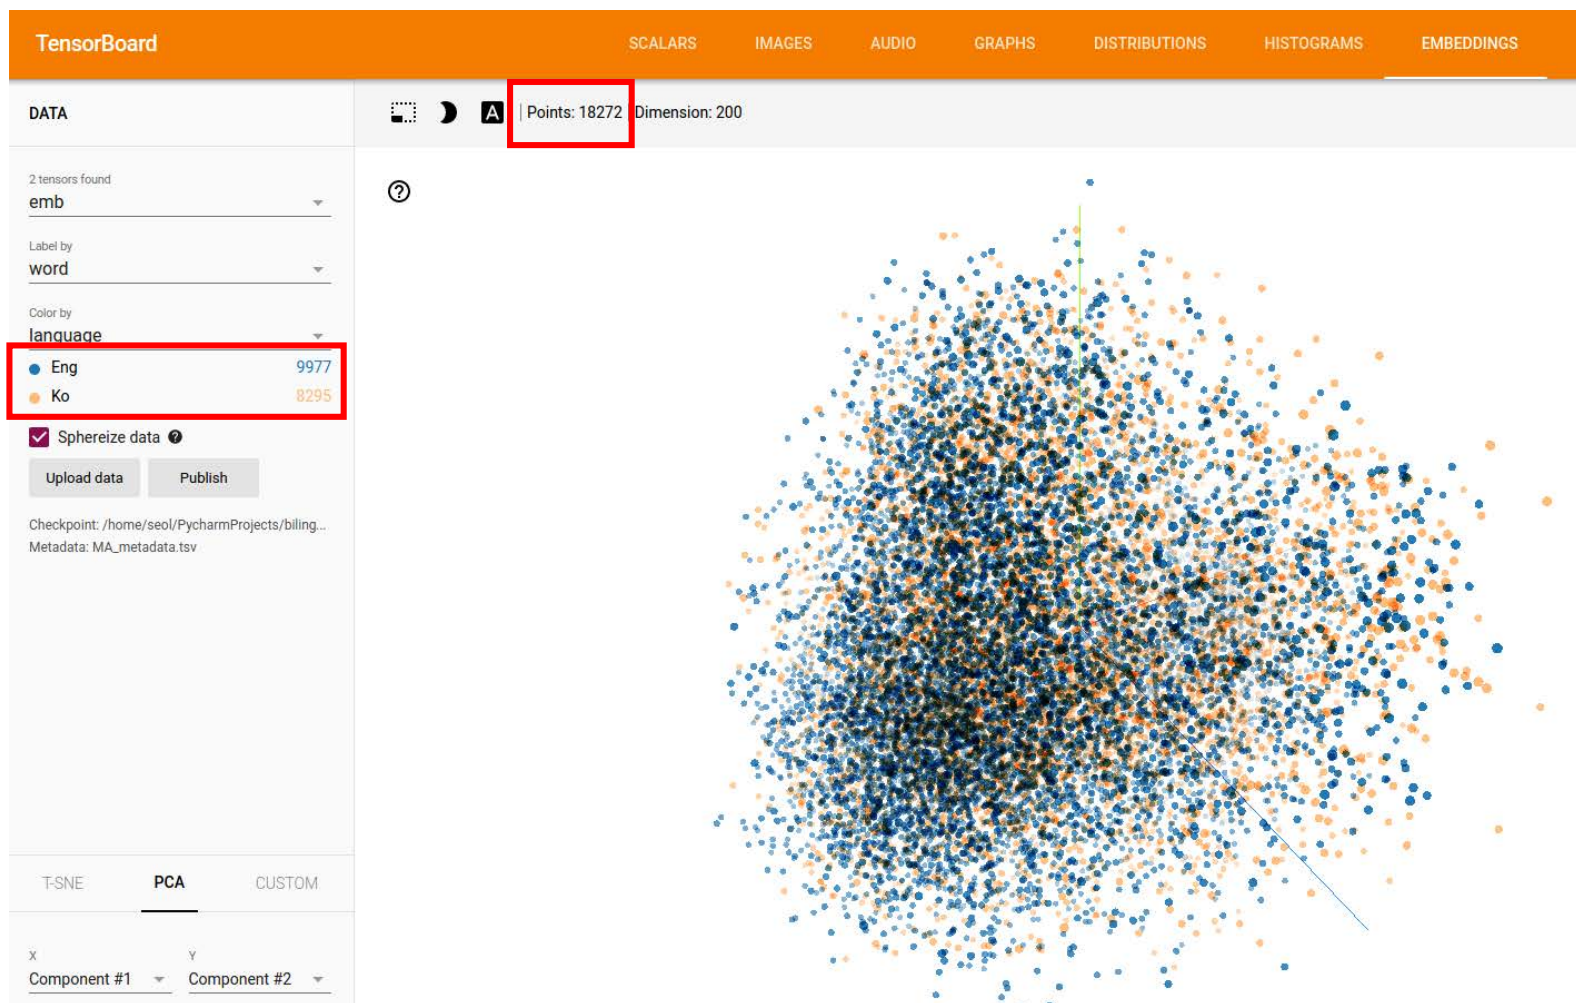 TensorBoard
SCALARS IMAGES AUDIO GRAPHS DISTRIBUTIONS HISTOGRAMS EMBEDDINGS
DATA
A | Points: 18272 | Dimension: 200
2 tensors found
emb
Label by
word
Color by
language
Eng 9977
Ko 8295
Sphereize data ?
Upload data Publish
Checkpoint: /home/seol/PycharmProjects/biling...
Metadata: MA_metadata.tsv
?
T-SNE PCA CUSTOM
X Y
Component #1 Component #2